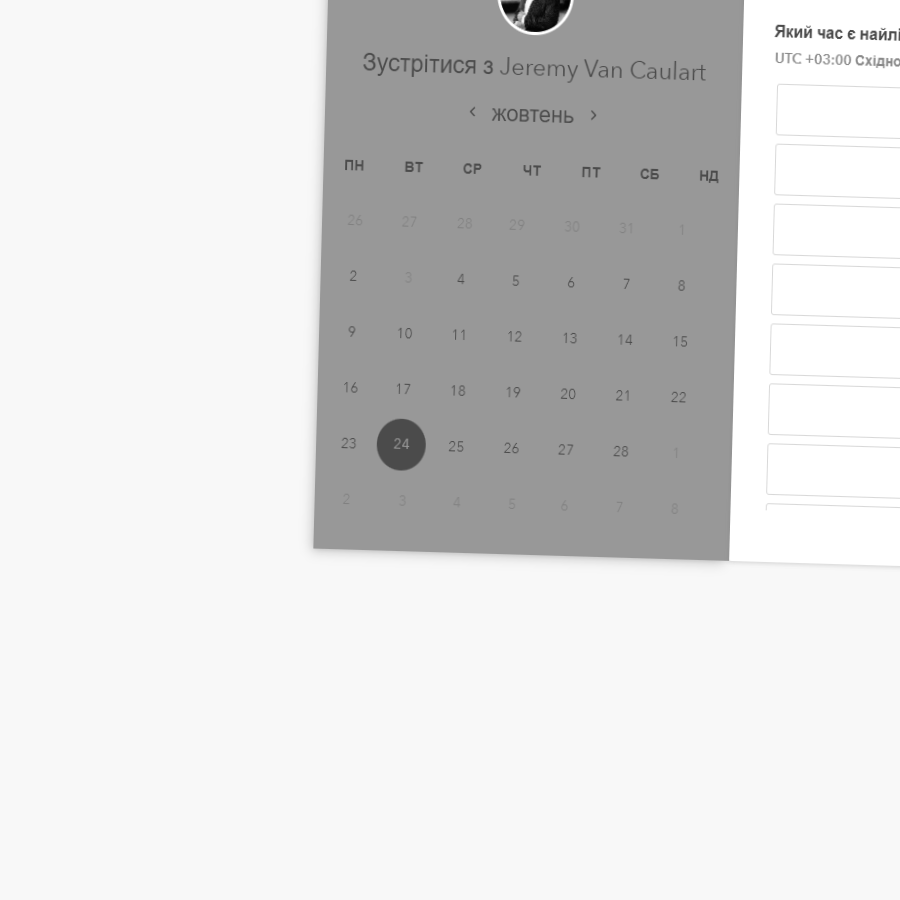 Зустрітися з Jeremy Van Caulart
‹ жовтень ›
ПН ВТ СР ЧТ ПТ СБ НД
26 27 28 29 30 31 1
2 3 4 5 6 7 8
9 10 11 12 13 14 15
16 17 18 19 20 21 22
23 24 25 26 27 28 1
2 3 4 5 6 7 8
Який час є найлі
UTC +03:00 Східно